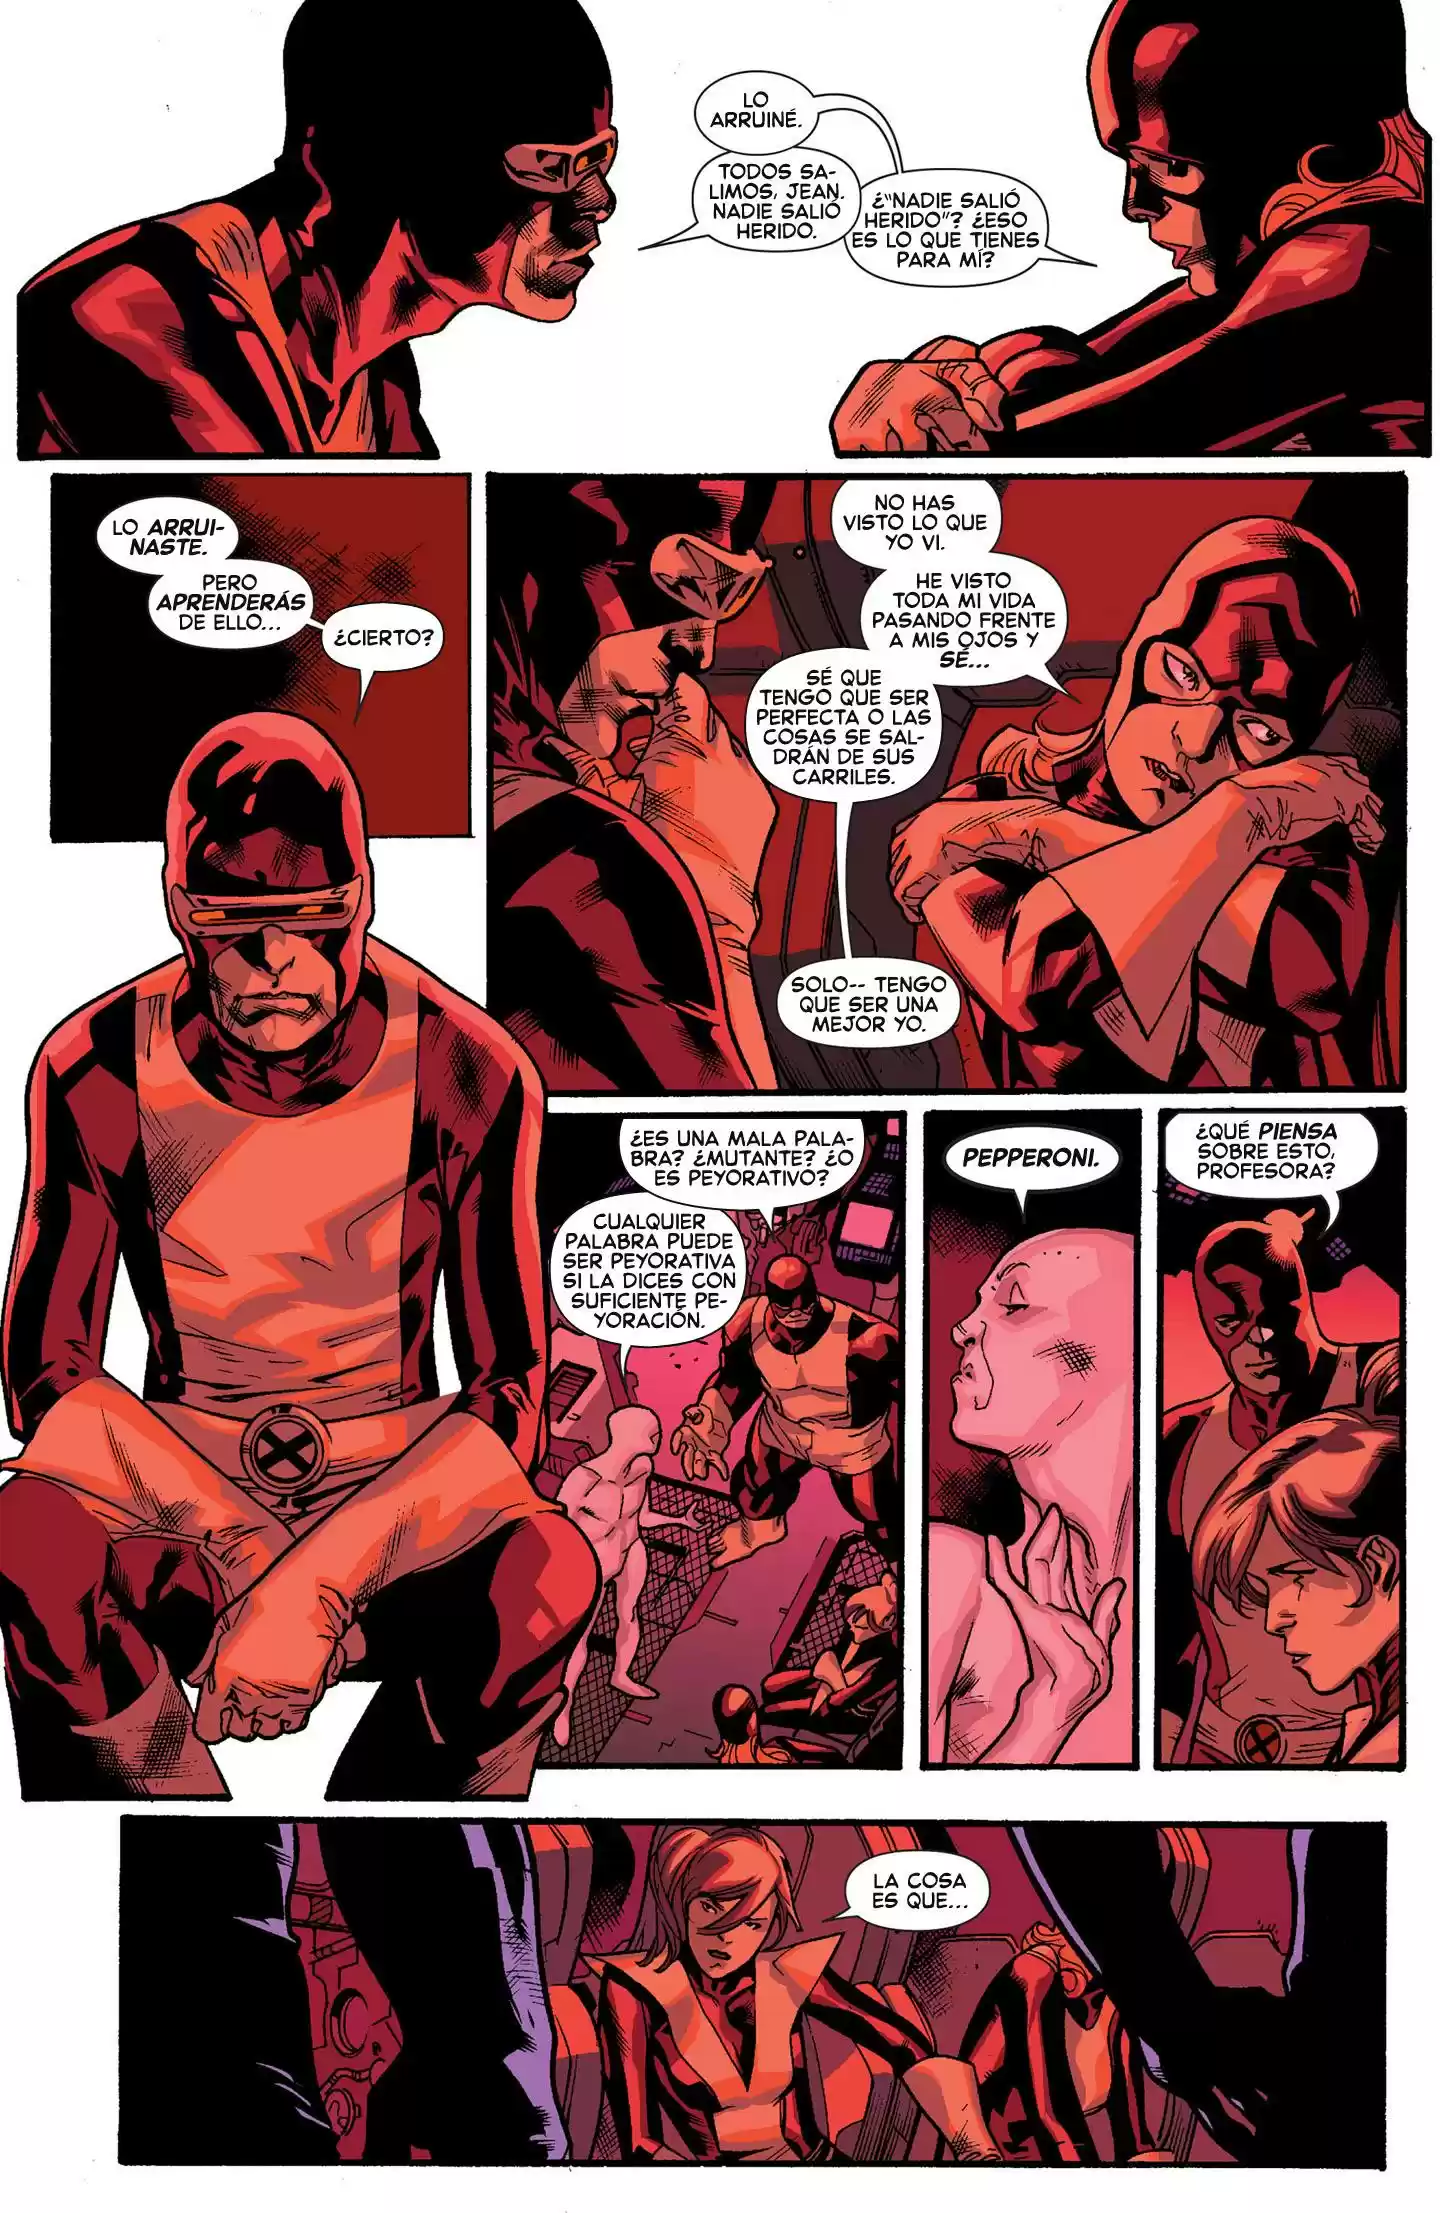 LO
ARRUINÉ.
TODOS SA-
LIMOS, JEAN.
NADIE SALIÓ
HERIDO.
¿"NADIE SALIÓ
HERIDO"? ¿ESO
ES LO QUE TIENES
PARA MÍ?
LO ARRUI-
NASTE.
PERO
APRENDERÁS
DE ELLO...
¿CIERTO?
NO HAS
VISTO LO QUE
YO VI.
HE VISTO
TODA MI VIDA
PASANDO FRENTE
A MIS OJOS Y
SÉ...
SÉ QUE
TENGO QUE SER
PERFECTA O LAS
COSAS SE SAL-
DRÁN DE SUS
CARRILES.
SOLO-- TENGO
QUE SER UNA
MEJOR YO.
¿ES UNA MALA PALA-
BRA? ¿MUTANTE? ¿O
ES PEYORATIVO?
CUALQUIER
PALABRA PUEDE
SER PEYORATIVA
SI LA DICES CON
SUFICIENTE PE-
YORACIÓN.
PEPPERONI.
¿QUÉ PIENSA
SOBRE ESTO,
PROFESORA?
LA COSA
ES QUE...